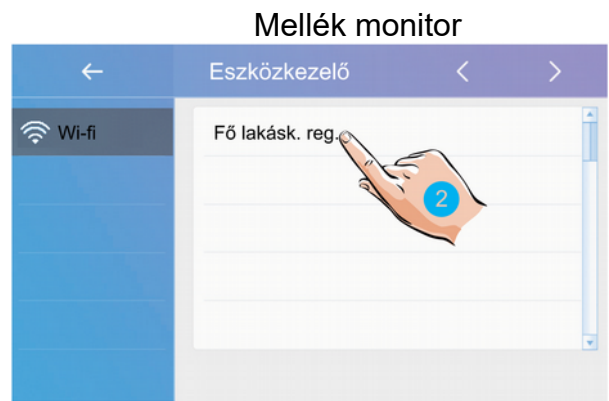 Mellék monitor
Eszközkezelő
Wi-fi
Fő lakásk. reg.
2